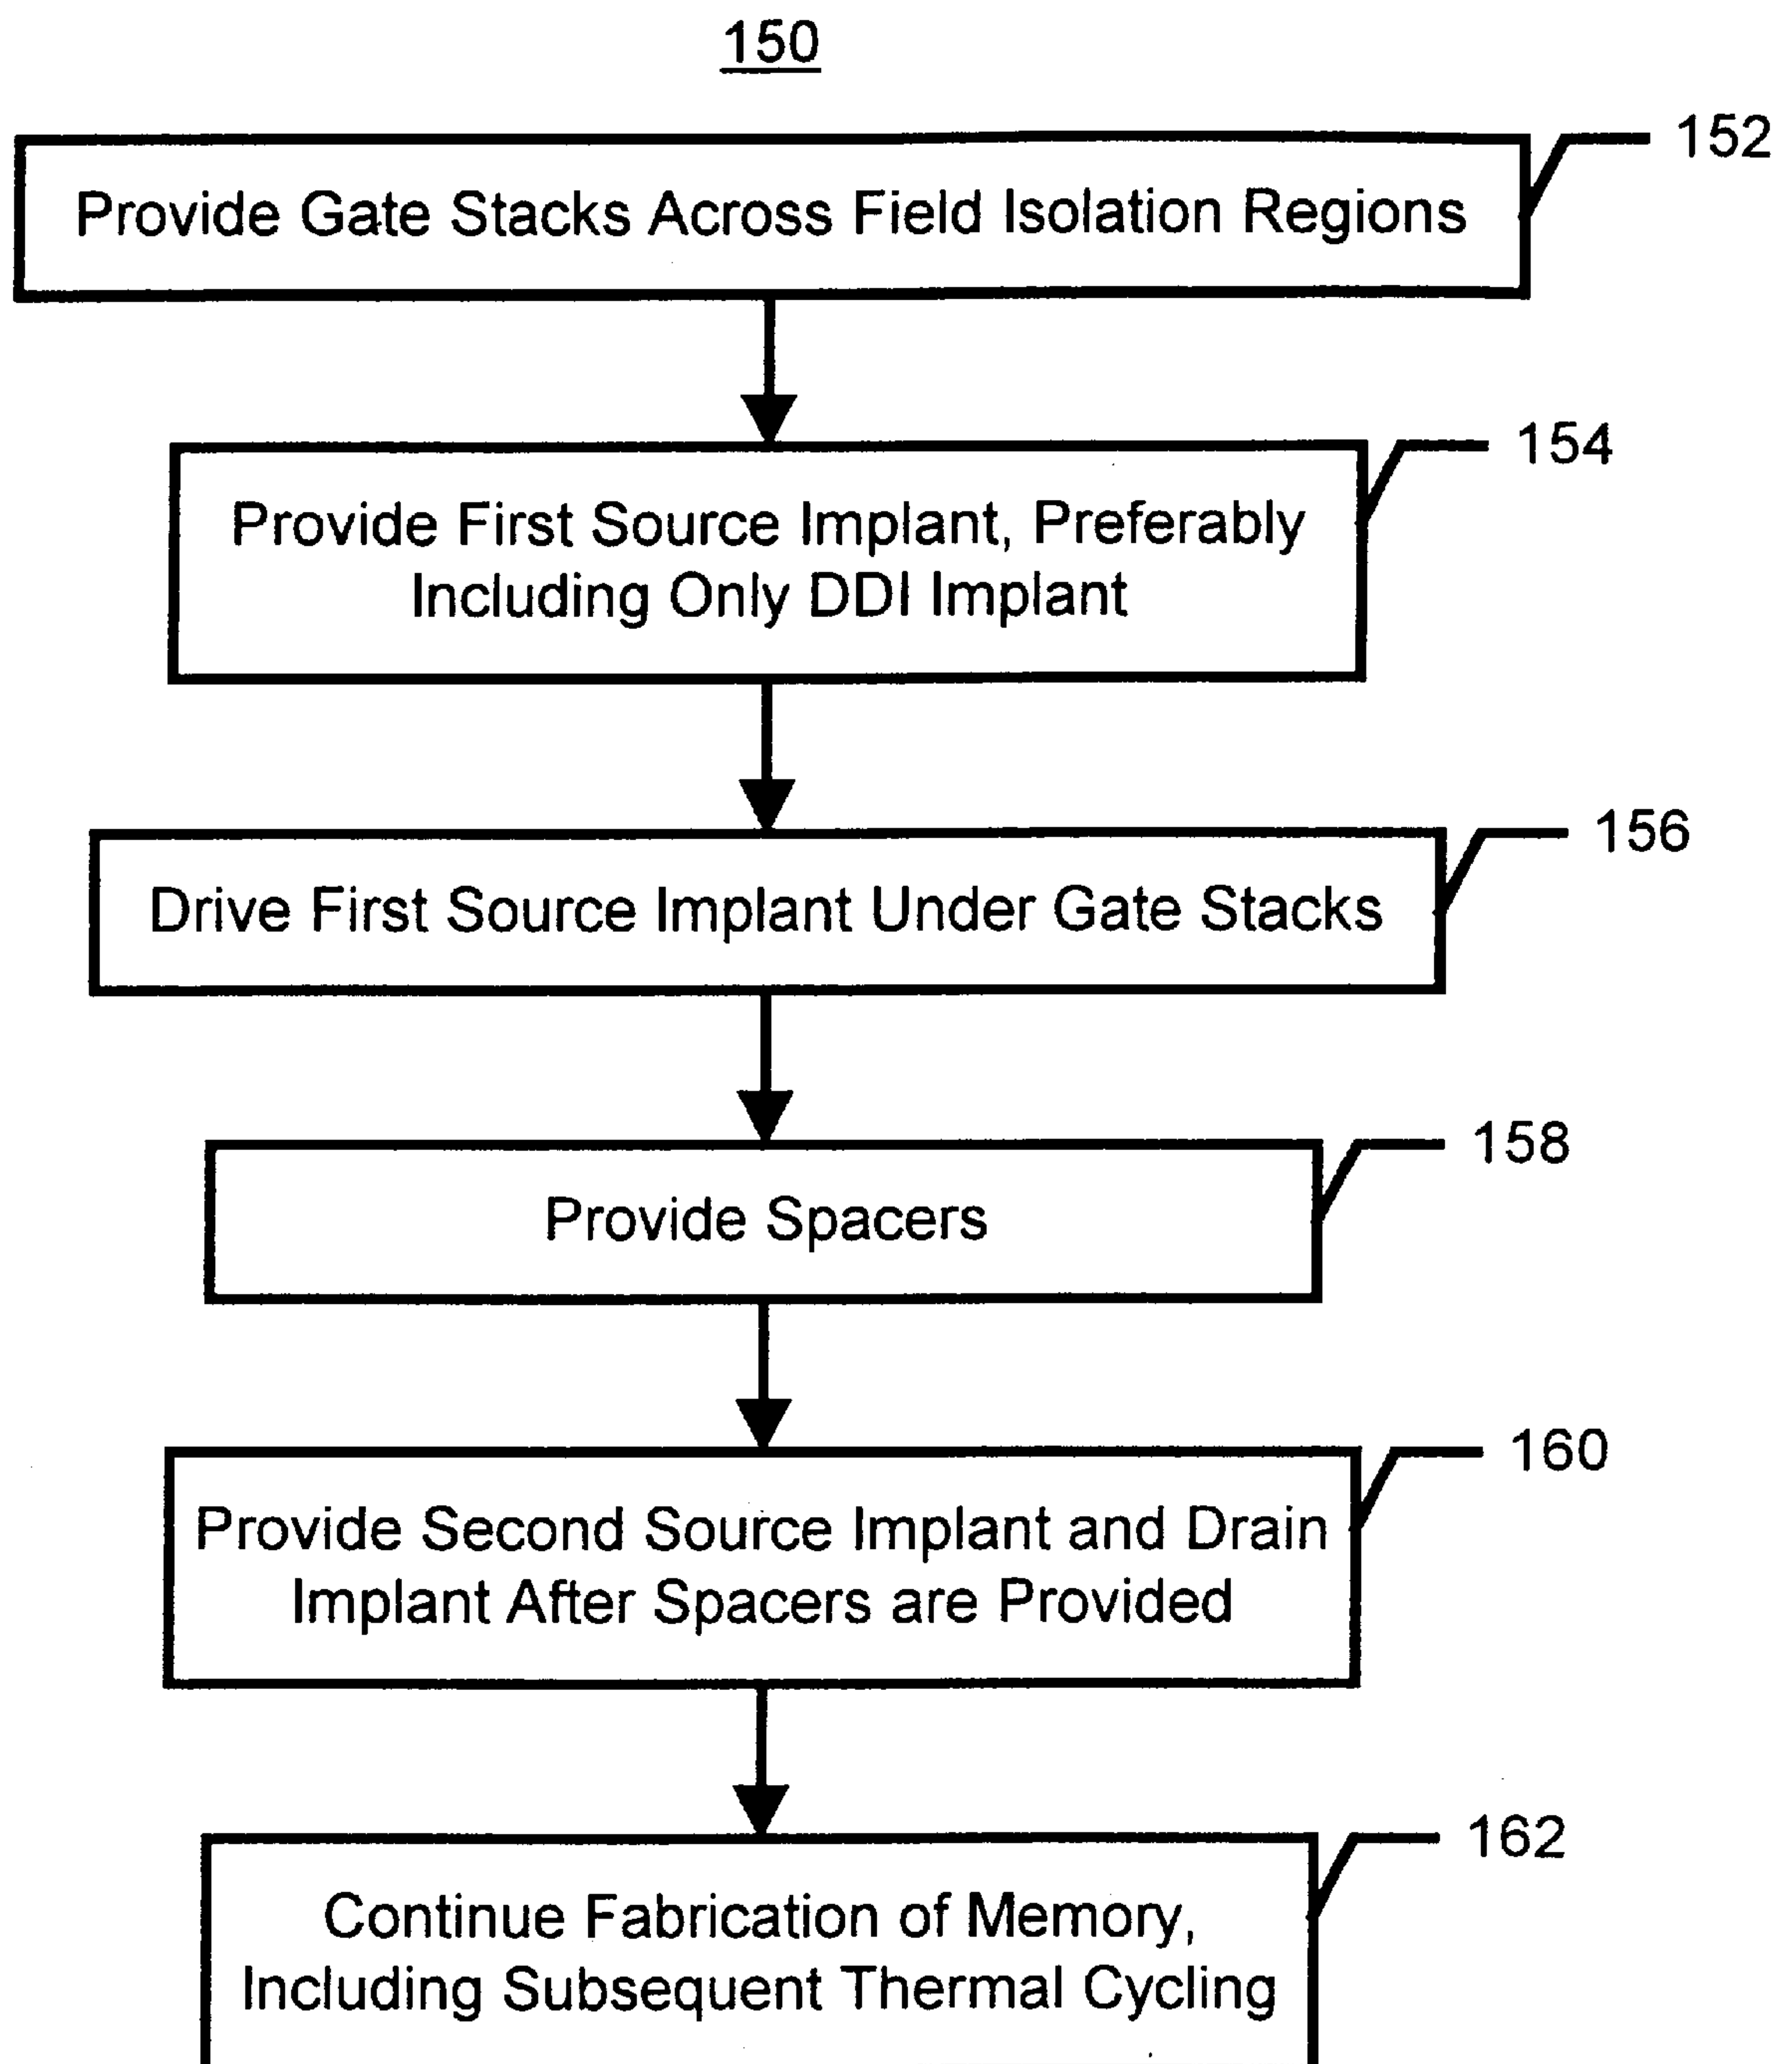 150
152
Provide Gate Stacks Across Field Isolation Regions
154
Provide First Source Implant, Preferably
Including Only DDI Implant
156
Drive First Source Implant Under Gate Stacks
158
Provide Spacers
160
Provide Second Source Implant and Drain
Implant After Spacers are Provided
162
Continue Fabrication of Memory,
Including Subsequent Thermal Cycling